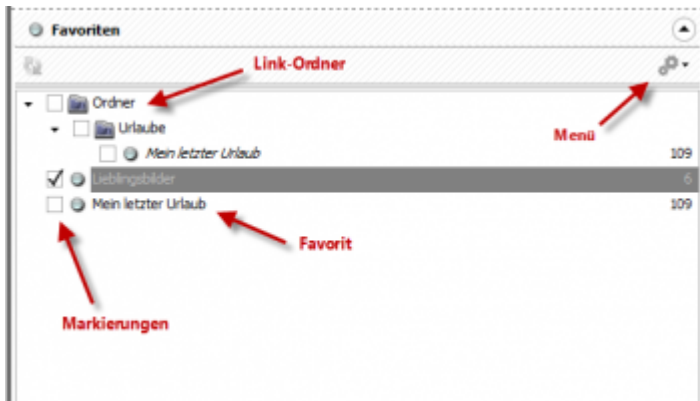 Favoriten
Link-Ordner
Ordner
Urlaube
Menü
Mein letzter Urlaub 109
Lieblingsbilder 6
Mein letzter Urlaub 109
Favorit
Markierungen